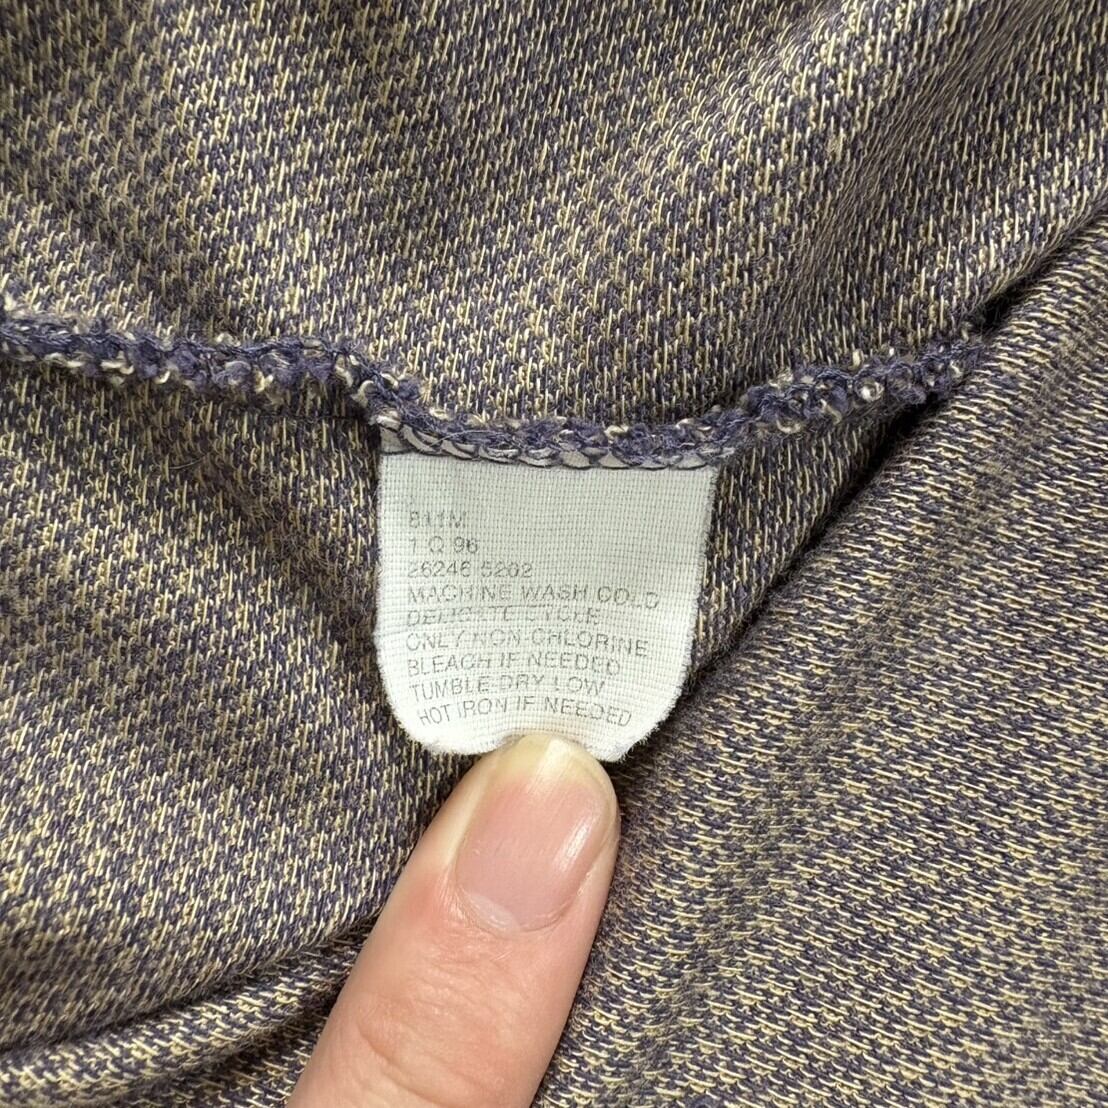 811M
1 Q 96
26246 5202
MACHINE WASH COLD
DELICATE CYCLE
ONLY NON-CHLORINE
BLEACH IF NEEDED
TUMBLE DRY LOW
HOT IRON IF NEEDED